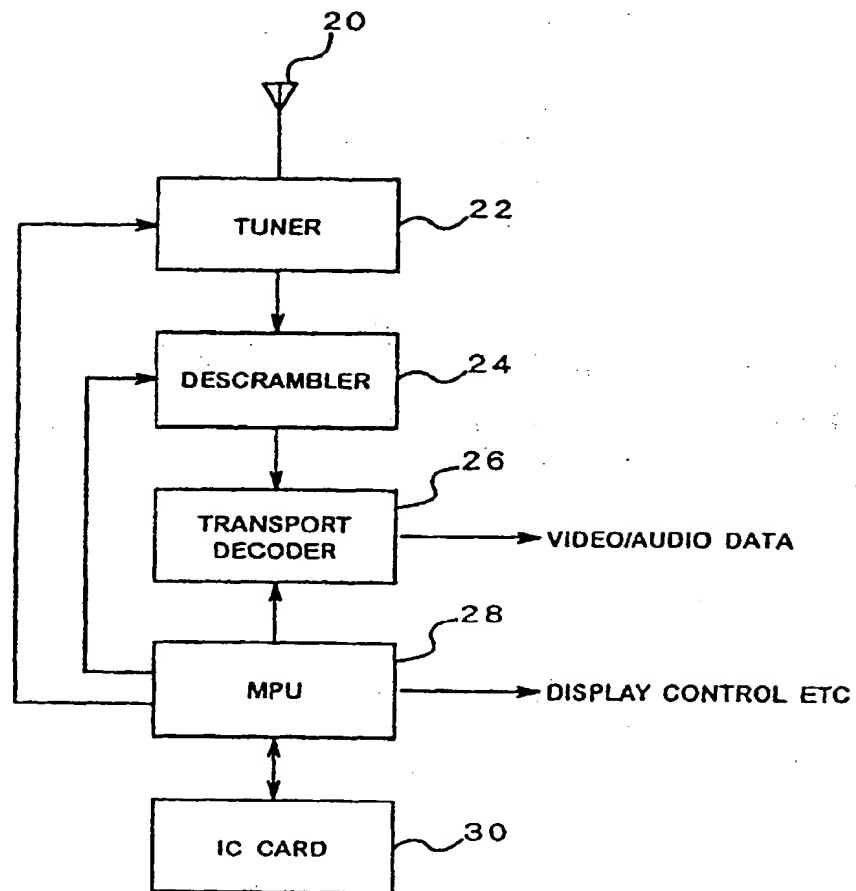 20
TUNER
22
DESCRAMBLER
24
26
TRANSPORT
DECODER
VIDEO/AUDIO DATA
28
MPU
DISPLAY CONTROL ETC
IC CARD
30